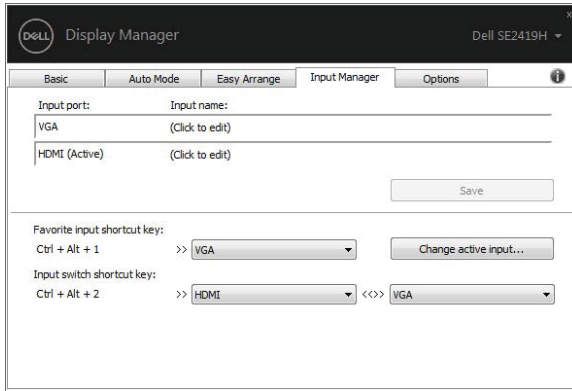 DELL Display Manager Dell SE2419H
Basic Auto Mode Easy Arrange Input Manager Options
Input port: Input name:
VGA (Click to edit)
HDMI (Active) (Click to edit)
Save
Favorite input shortcut key:
Ctrl + Alt + 1 >> VGA Change active input...
Input switch shortcut key:
Ctrl + Alt + 2 >> HDMI <<>> VGA